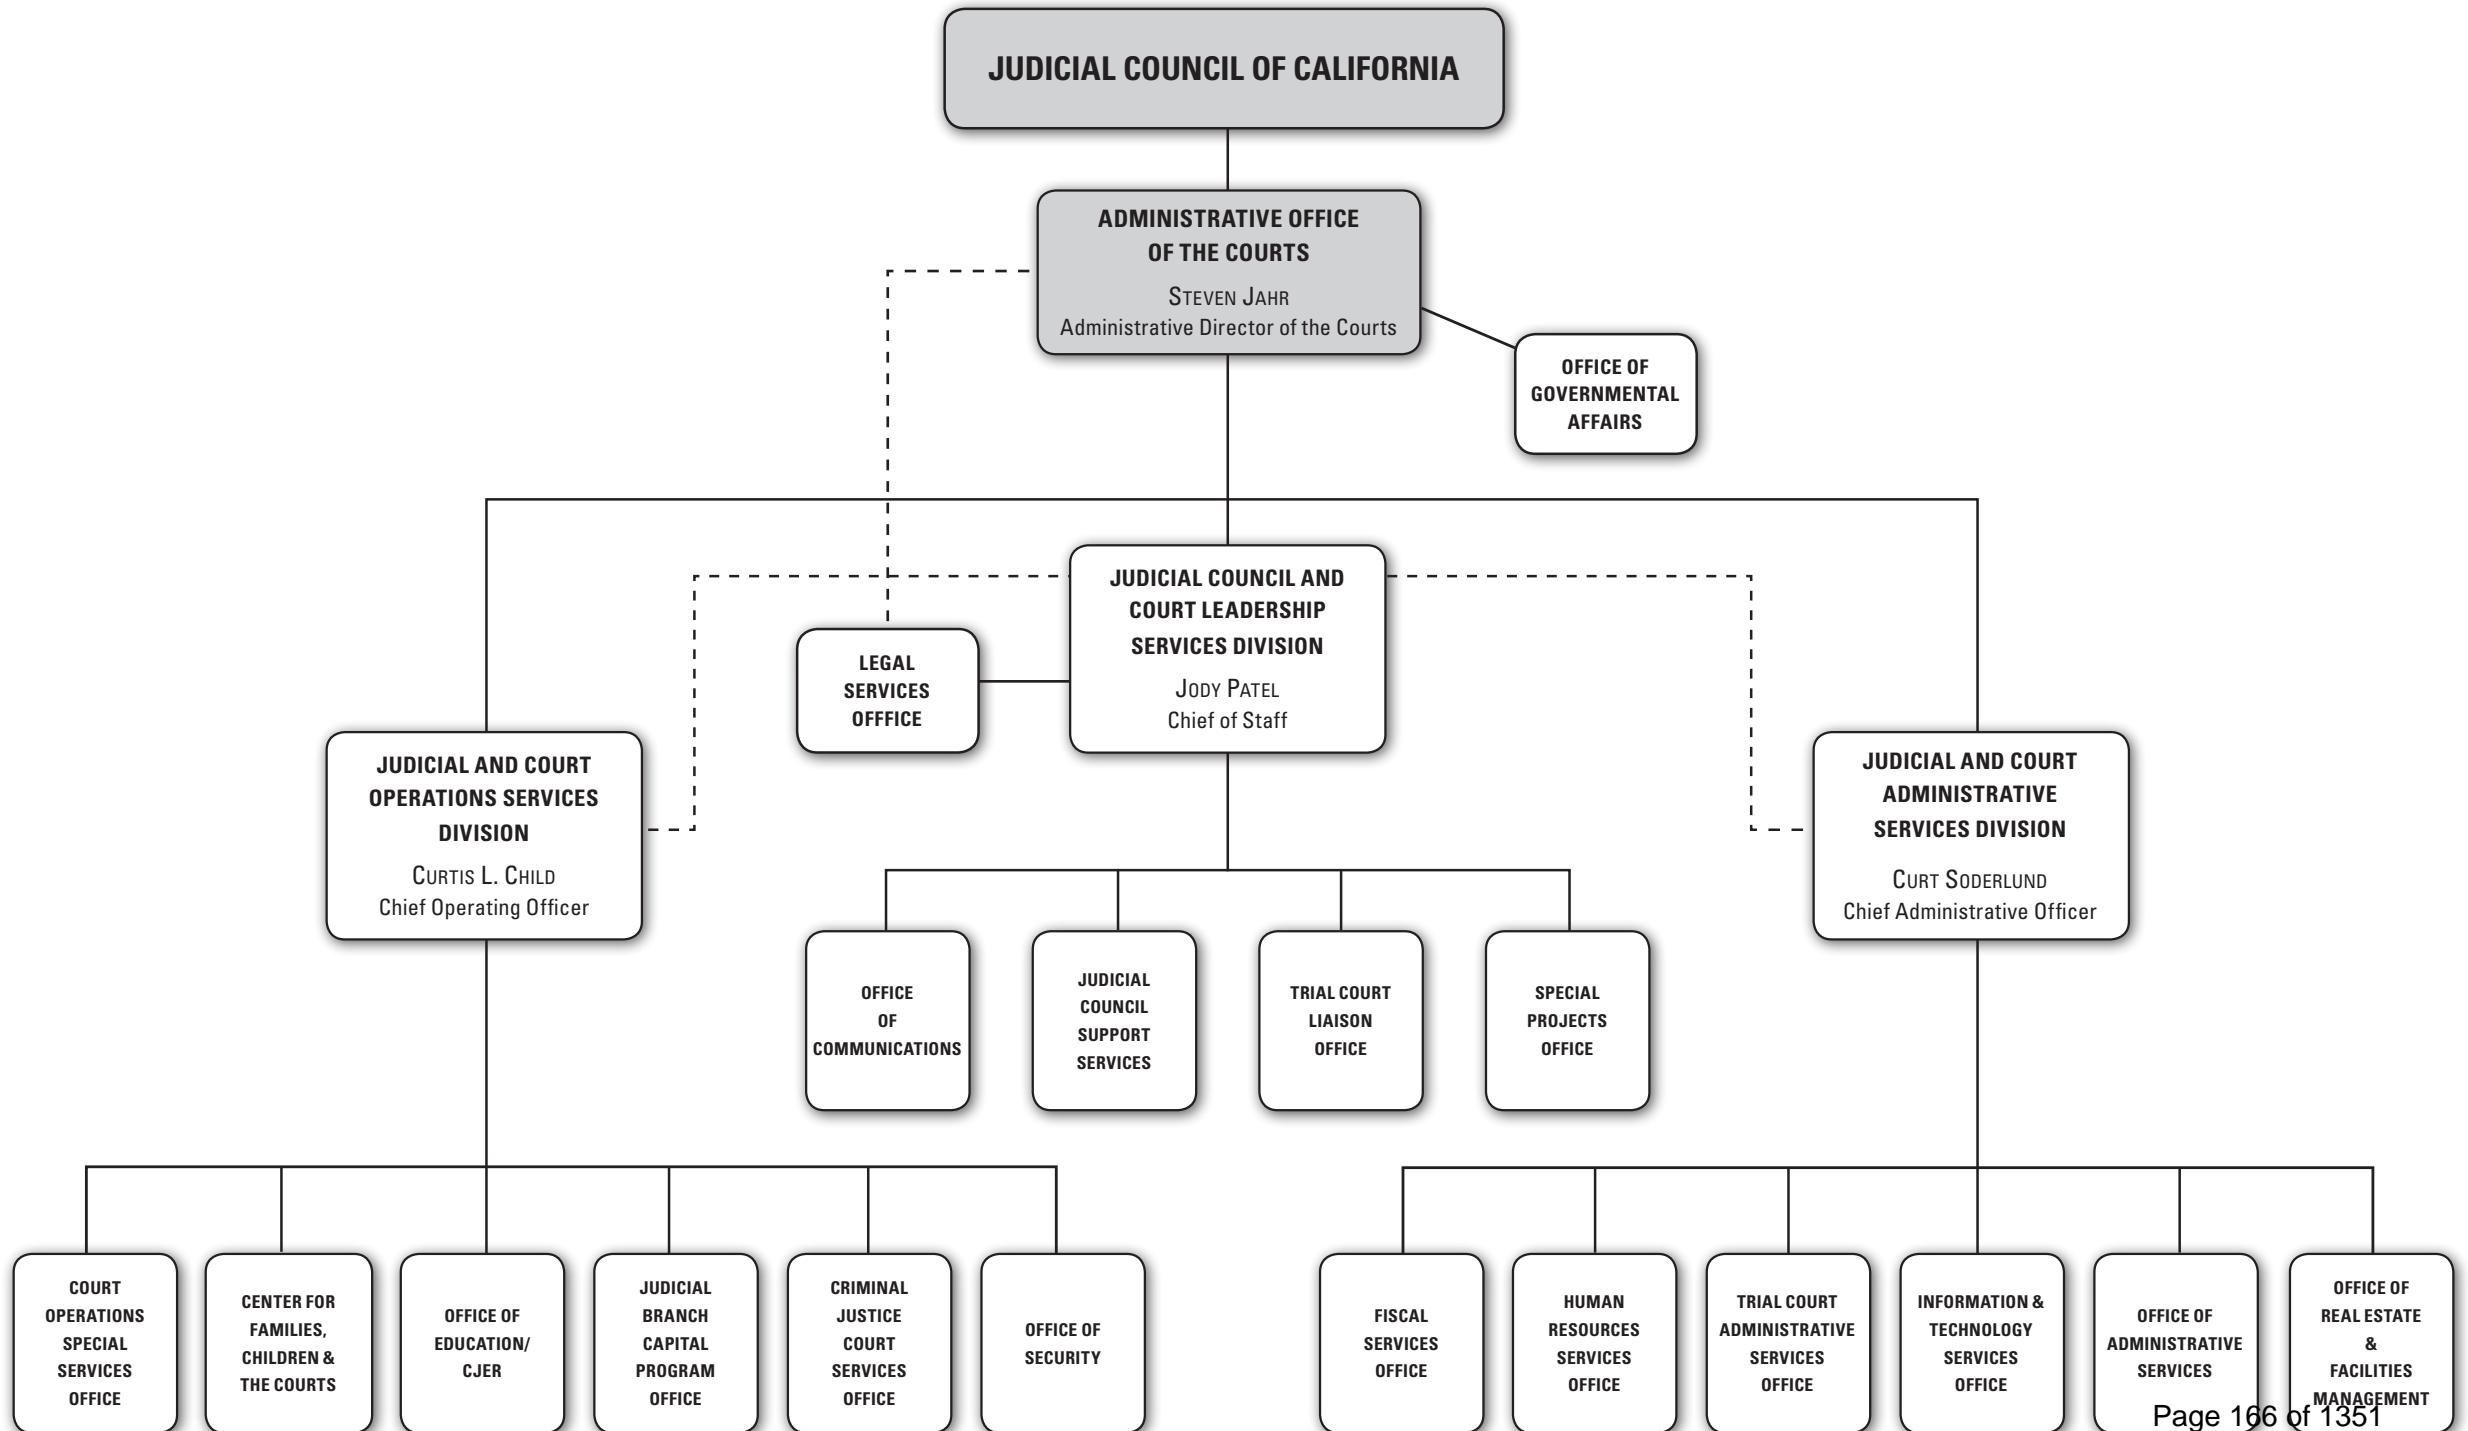 JUDICIAL COUNCIL OF CALIFORNIA
ADMINISTRATIVE OFFICE
OF THE COURTS
STEVEN JAHR
Administrative Director of the Courts
OFFICE OF
GOVERNMENTAL
AFFAIRS
JUDICIAL COUNCIL AND
COURT LEADERSHIP
SERVICES DIVISION
JODY PATEL
Chief of Staff
LEGAL
SERVICES
OFFFICE
JUDICIAL AND COURT
OPERATIONS SERVICES
DIVISION
CURTIS L. CHILD
Chief Operating Officer
JUDICIAL AND COURT
ADMINISTRATIVE
SERVICES DIVISION
CURT SODERLUND
Chief Administrative Officer
OFFICE
OF
COMMUNICATIONS
JUDICIAL
COUNCIL
SUPPORT
SERVICES
TRIAL COURT
LIAISON
OFFICE
SPECIAL
PROJECTS
OFFICE
COURT
OPERATIONS
SPECIAL
SERVICES
OFFICE
CENTER FOR
FAMILIES,
CHILDREN &
THE COURTS
OFFICE OF
EDUCATION/
CJER
JUDICIAL
BRANCH
CAPITAL
PROGRAM
OFFICE
CRIMINAL
JUSTICE
COURT
SERVICES
OFFICE
OFFICE OF
SECURITY
FISCAL
SERVICES
OFFICE
HUMAN
RESOURCES
SERVICES
OFFICE
TRIAL COURT
ADMINISTRATIVE
SERVICES
OFFICE
INFORMATION &
TECHNOLOGY
SERVICES
OFFICE
OFFICE OF
ADMINISTRATIVE
SERVICES
OFFICE OF
REAL ESTATE
&
FACILITIES
MANAGEMENT
Page 166 of 1351